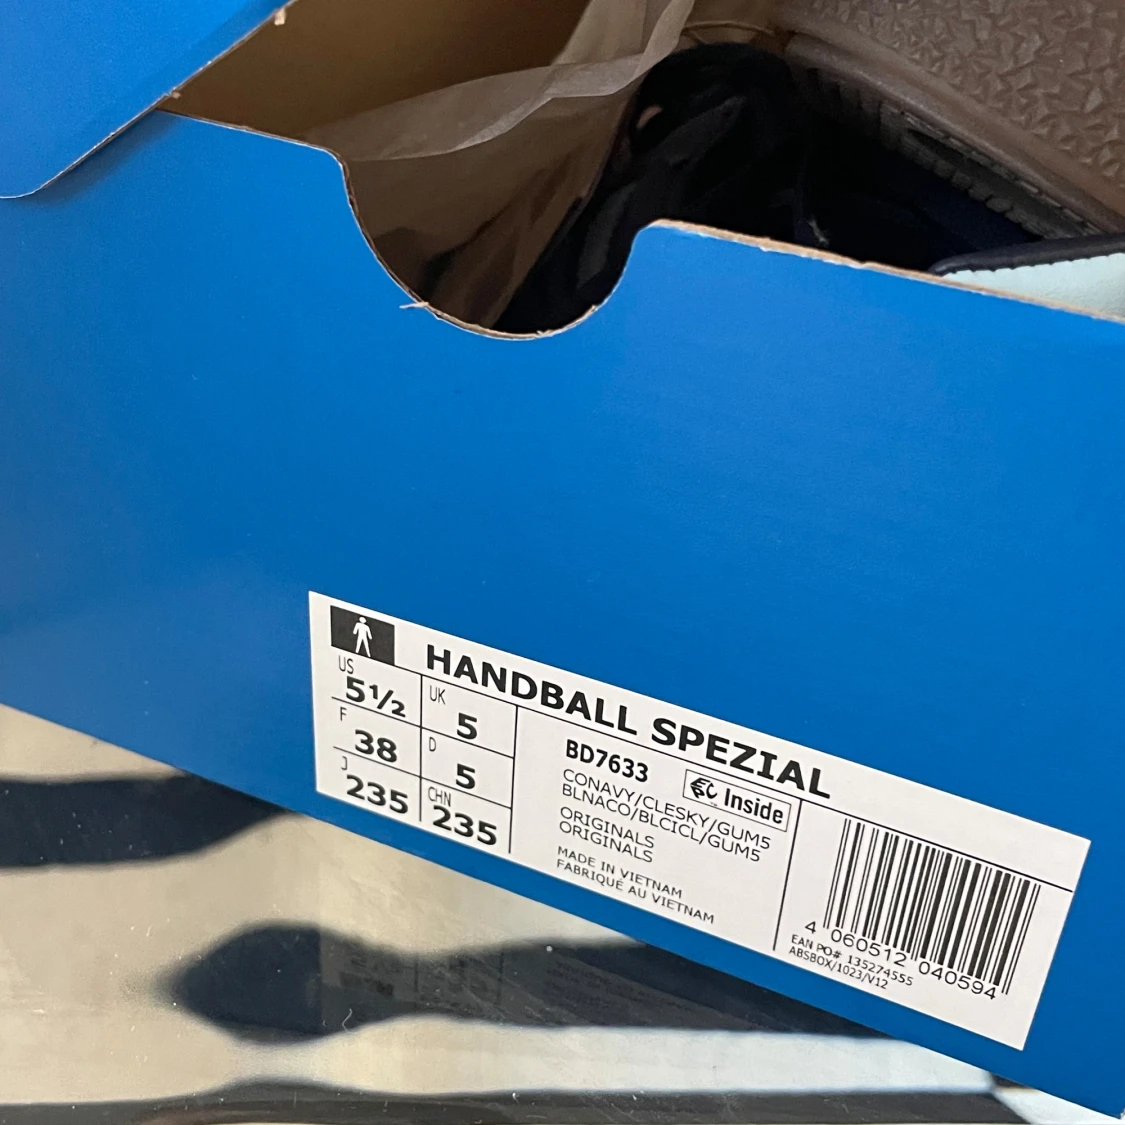 HANDBALL SPEZIAL
US
5½
UK
5
F
38
D
5
J
235
CHN
235
BD7633
Inside
CONAVY/CLESKY/GUM5
BLNACO/BLCICL/GUM5
ORIGINALS
ORIGINALS
MADE IN VIETNAM
FABRIQUÉ AU VIETNAM
4 060512 040594
EAN PO# 135274555
ABSBOX/1023/V12